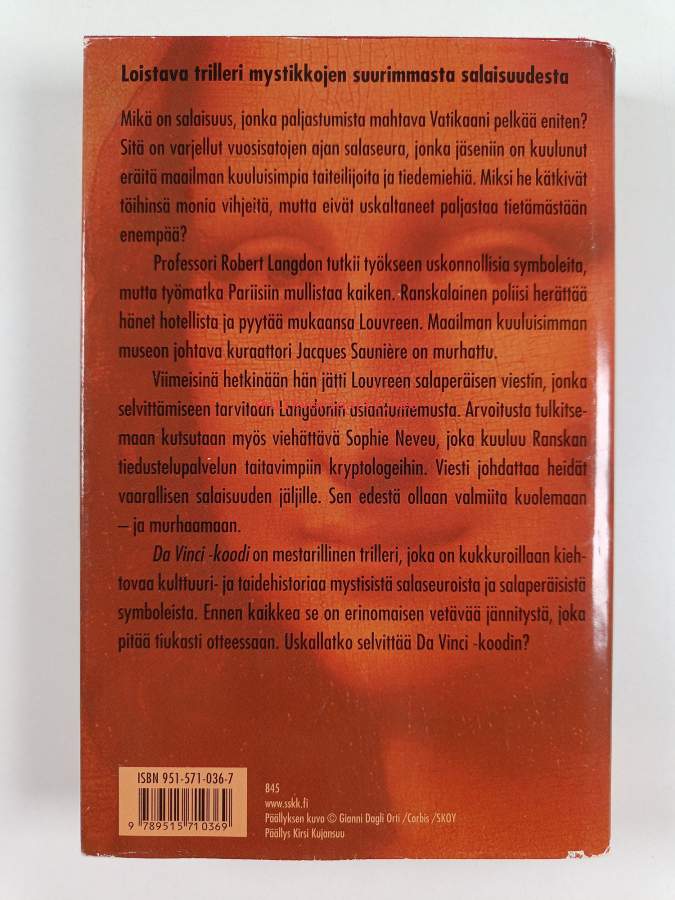 Loistava trilleri mystikkojen suurimmasta salaisuudesta
Mikä on salaisuus, jonka paljastumista mahtava Vatikaani pelkää eniten?
Sitä on varjellut vuosisatojen ajan salaseura, jonka jäseniin on kuulunut
eräitä maailman kuuluisimpia taiteilijoita ja tiedemiehiä. Miksi he kätkivät
töihinsä monia vihjeitä, mutta eivät uskaltaneet paljastaa tietämästään
enempää?
Professori Robert Langdon tutkii työkseen uskonnollisia symboleita,
mutta työmatka Pariisiin mullistaa kaiken. Ranskalainen poliisi herättää
hänet hotellista ja pyytää mukaansa Louvreen. Maailman kuuluisimman
museon johtava kuraattori Jacques Saunière on murhattu.
Viimeisinä hetkinään hän jätti Louvreen salaperäisen viestin, jonka
selvittämiseen tarvitaan Langdonin asiantuntemusta. Arvoitusta tulkitse-
maan kutsutaan myös viehättävä Sophie Neveu, joka kuuluu Ranskan
tiedustelupalvelun taitavimpiin kryptologeihin. Viesti johdattaa heidät
vaarallisen salaisuuden jäljille. Sen edestä ollaan valmiita kuolemaan
– ja murhaamaan.
Da Vinci -koodi on mestarillinen trilleri, joka on kukkuroillaan kieh-
tovaa kulttuuri- ja taidehistoriaa mystisistä salaseuroista ja salaperäisistä
symboleista. Ennen kaikkea se on erinomaisen vetävää jännitystä, joka
pitää tiukasti otteessaan. Uskallatko selvittää Da Vinci -koodin?
ISBN 951-571-036-7
9 789515 710369
845
www.sskk.fi
Päällyksen kuva © Gianni Dagli Orti /Corbis /SKOY
Päällys Kirsi Kujansuu